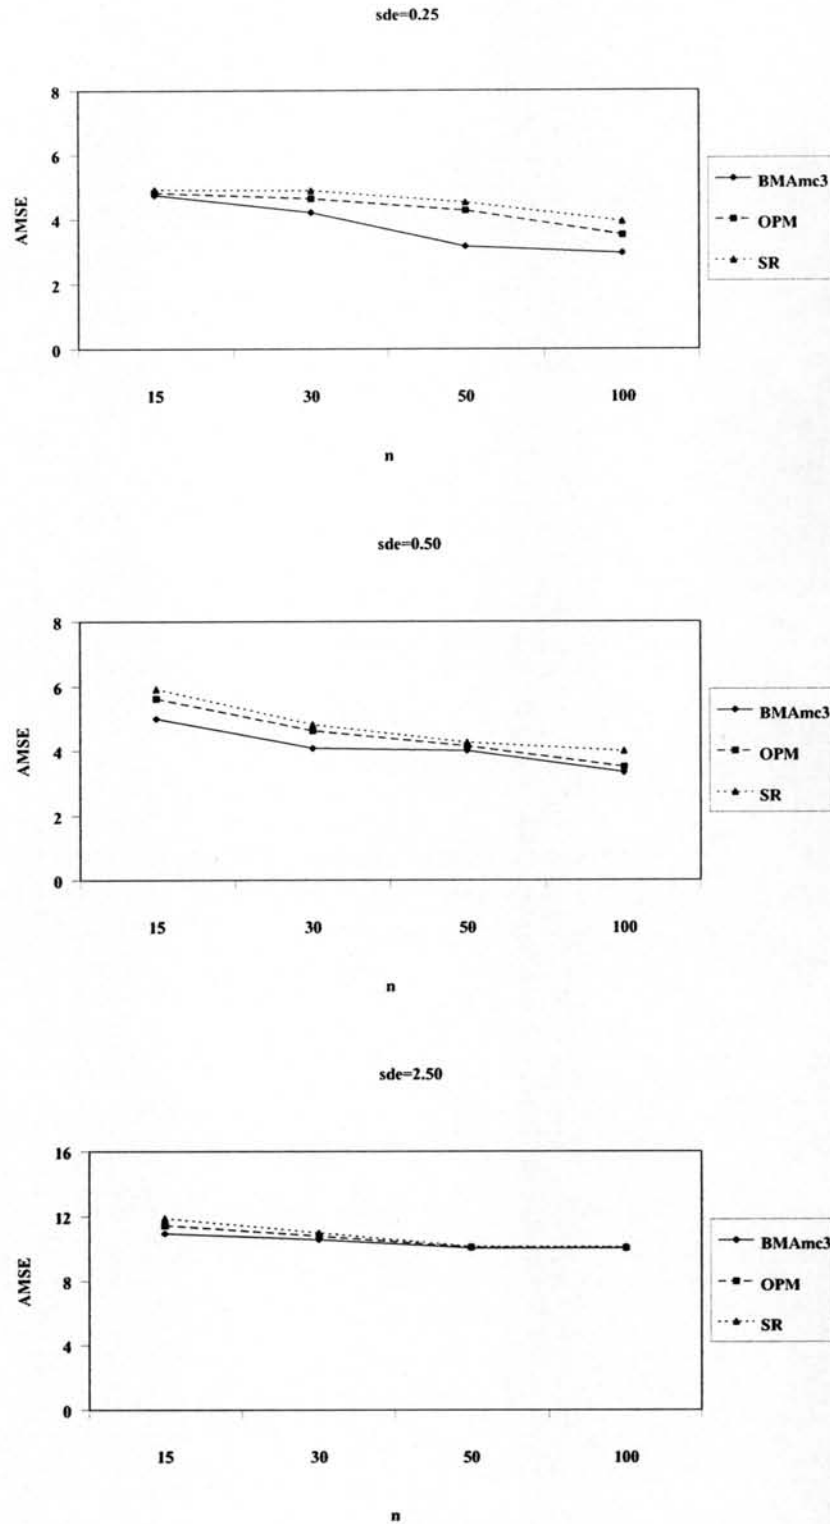 sde=0.25
8
6
4
2
0
AMSE
15 30 50 100
n
BMAmc3
OPM
SR
sde=0.50
8
6
4
2
0
AMSE
15 30 50 100
n
BMAmc3
OPM
SR
sde=2.50
16
12
8
4
0
AMSE
15 30 50 100
n
BMAmc3
OPM
SR